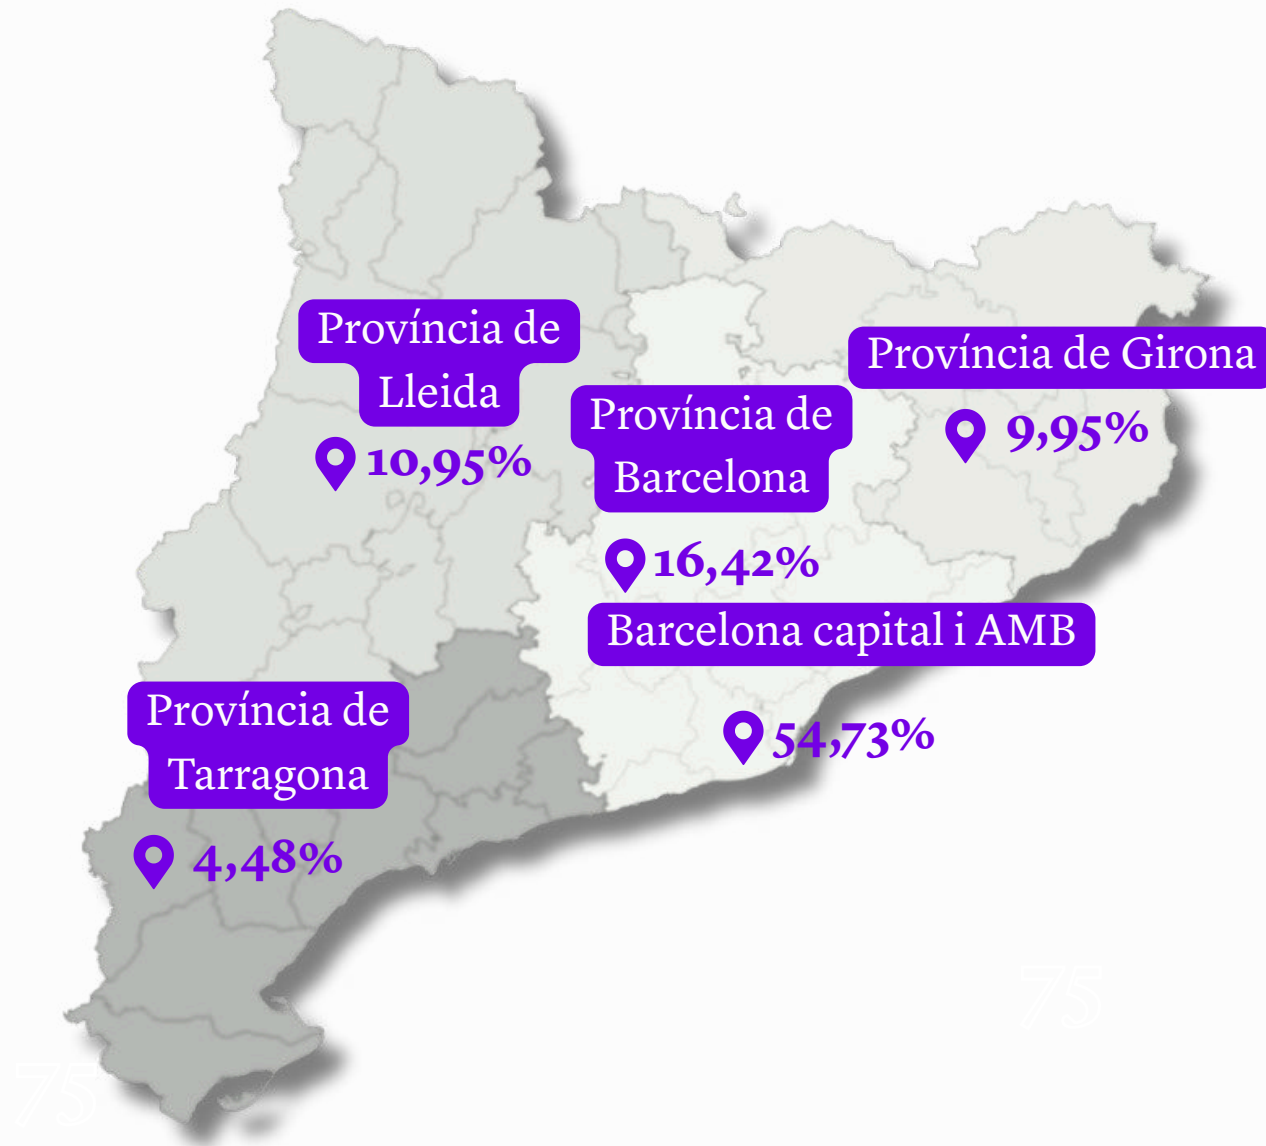 Província de
Lleida
10,95%
Província de Girona
9,95%
Província de
Barcelona
16,42%
Barcelona capital i AMB
54,73%
Província de
Tarragona
4,48%
75
75